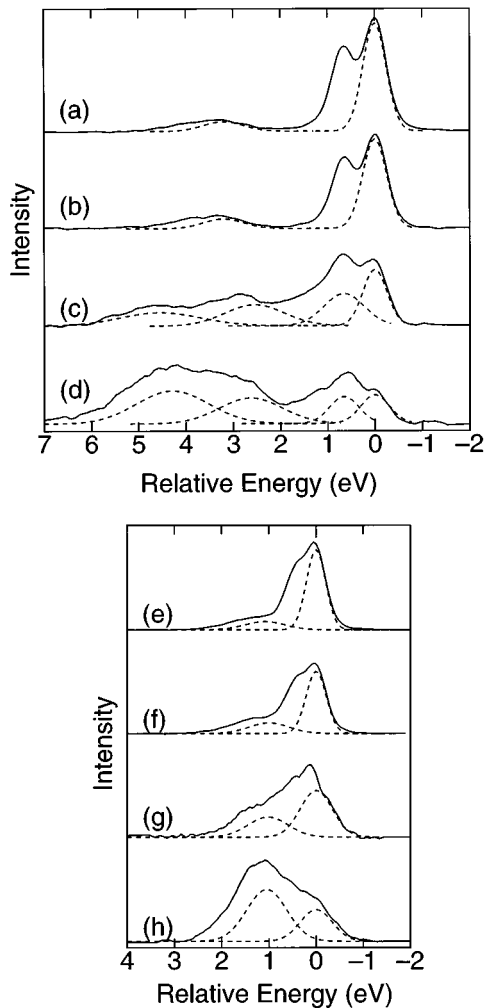 (a)
(b)
(c)
(d)
Intensity
7 6 5 4 3 2 1 0 −1 −2
Relative Energy (eV)
(e)
(f)
(g)
(h)
Intensity
4 3 2 1 0 −1 −2
Relative Energy (eV)